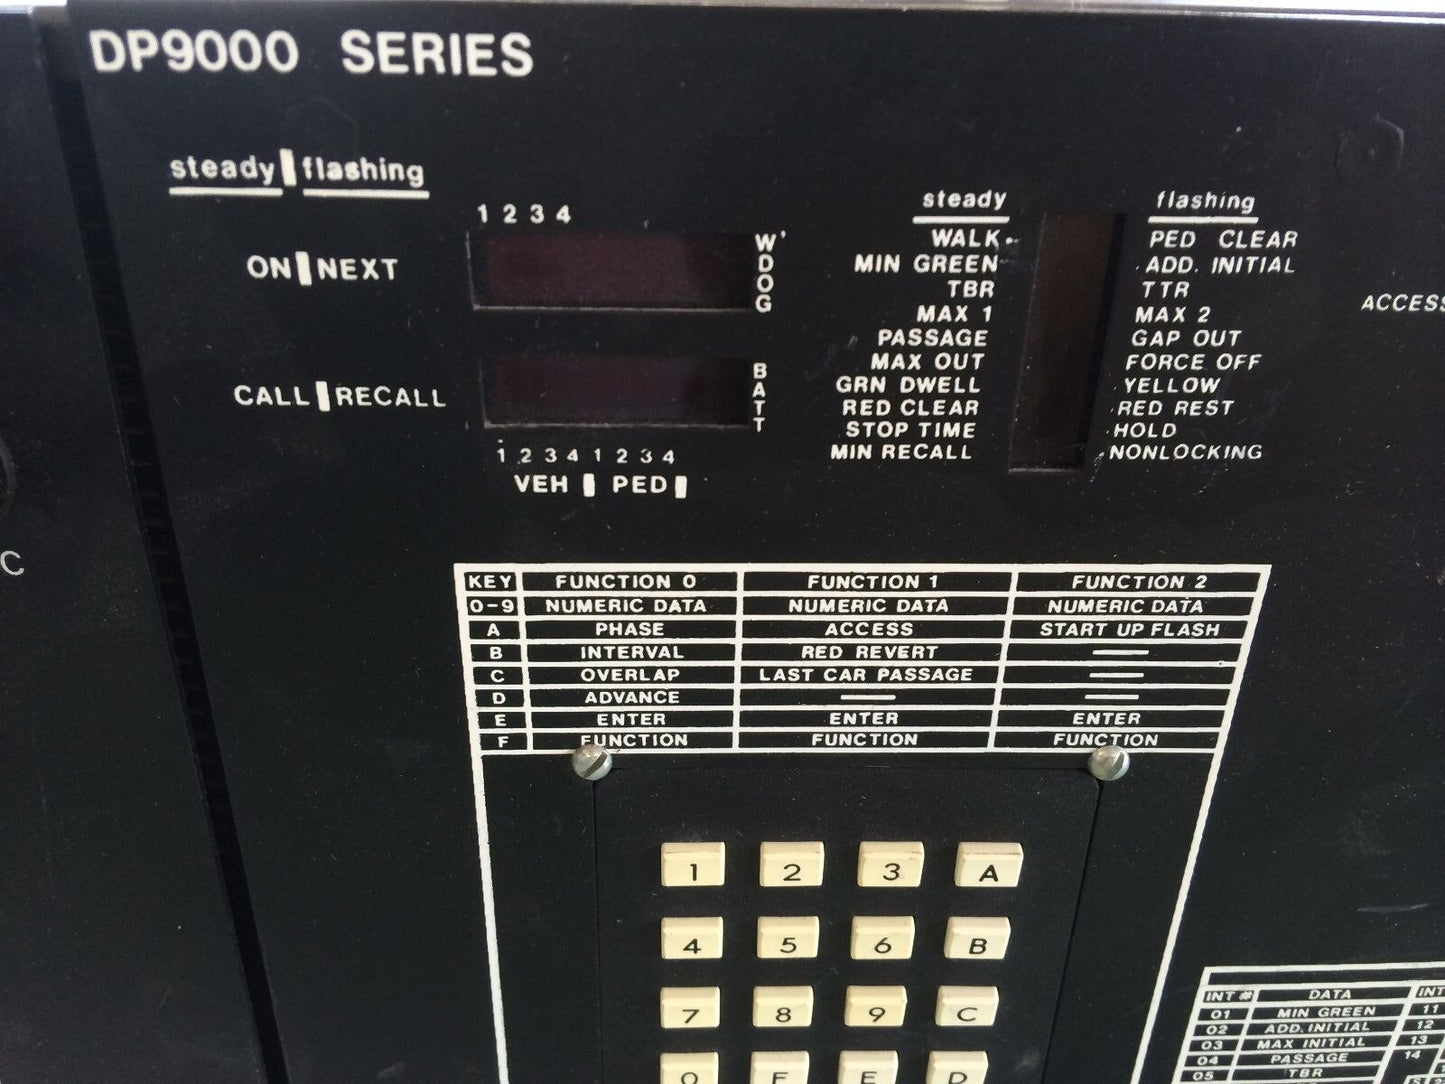 DP9000 SERIES
steady flashing
1 2 3 4
ON NEXT
W DOG
CALL RECALL
BATT
1 2 3 4 1 2 3 4
VEH PED
steady flashing
WALK PED CLEAR
MIN GREEN ADD. INITIAL
TBR TTR
MAX 1 MAX 2
PASSAGE GAP OUT
MAX OUT FORCE OFF
GRN DWELL YELLOW
RED CLEAR RED REST
STOP TIME HOLD
MIN RECALL NONLOCKING
ACCESS
C
KEY FUNCTION 0 FUNCTION 1 FUNCTION 2
0-9 NUMERIC DATA NUMERIC DATA NUMERIC DATA
A PHASE ACCESS START UP FLASH
B INTERVAL RED REVERT —
C OVERLAP LAST CAR PASSAGE —
D ADVANCE — —
E ENTER ENTER ENTER
F FUNCTION FUNCTION FUNCTION
1 2 3 A
4 5 6 B
7 8 9 C
0 F E D
INT # DATA INT
01 MIN GREEN 11
02 ADD. INITIAL 12
03 MAX INITIAL 13
04 PASSAGE 14
05 TBR